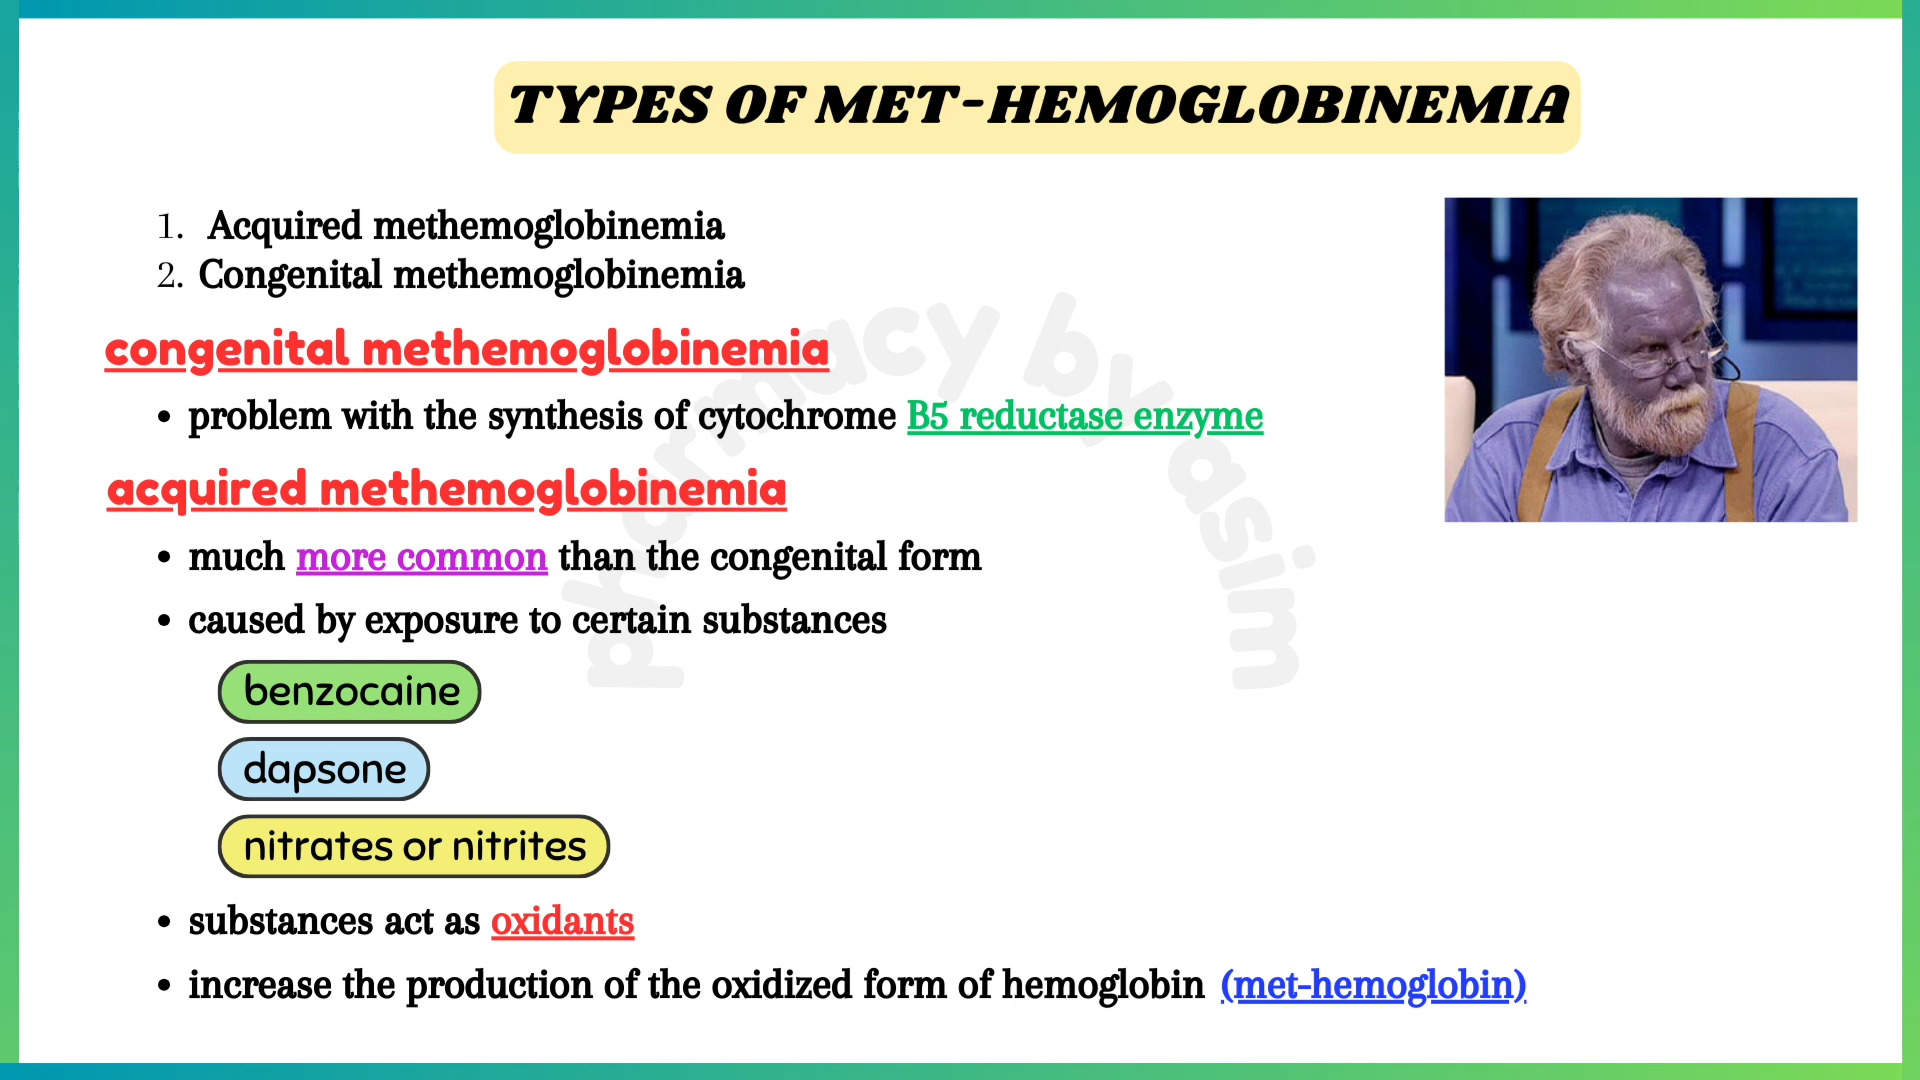 TYPES OF MET-HEMOGLOBINEMIA
1. Acquired methemoglobinemia
2. Congenital methemoglobinemia
congenital methemoglobinemia
• problem with the synthesis of cytochrome B5 reductase enzyme
acquired methemoglobinemia
• much more common than the congenital form
• caused by exposure to certain substances
benzocaine
dapsone
nitrates or nitrites
• substances act as oxidants
• increase the production of the oxidized form of hemoglobin (met-hemoglobin)
pharmacy by asim